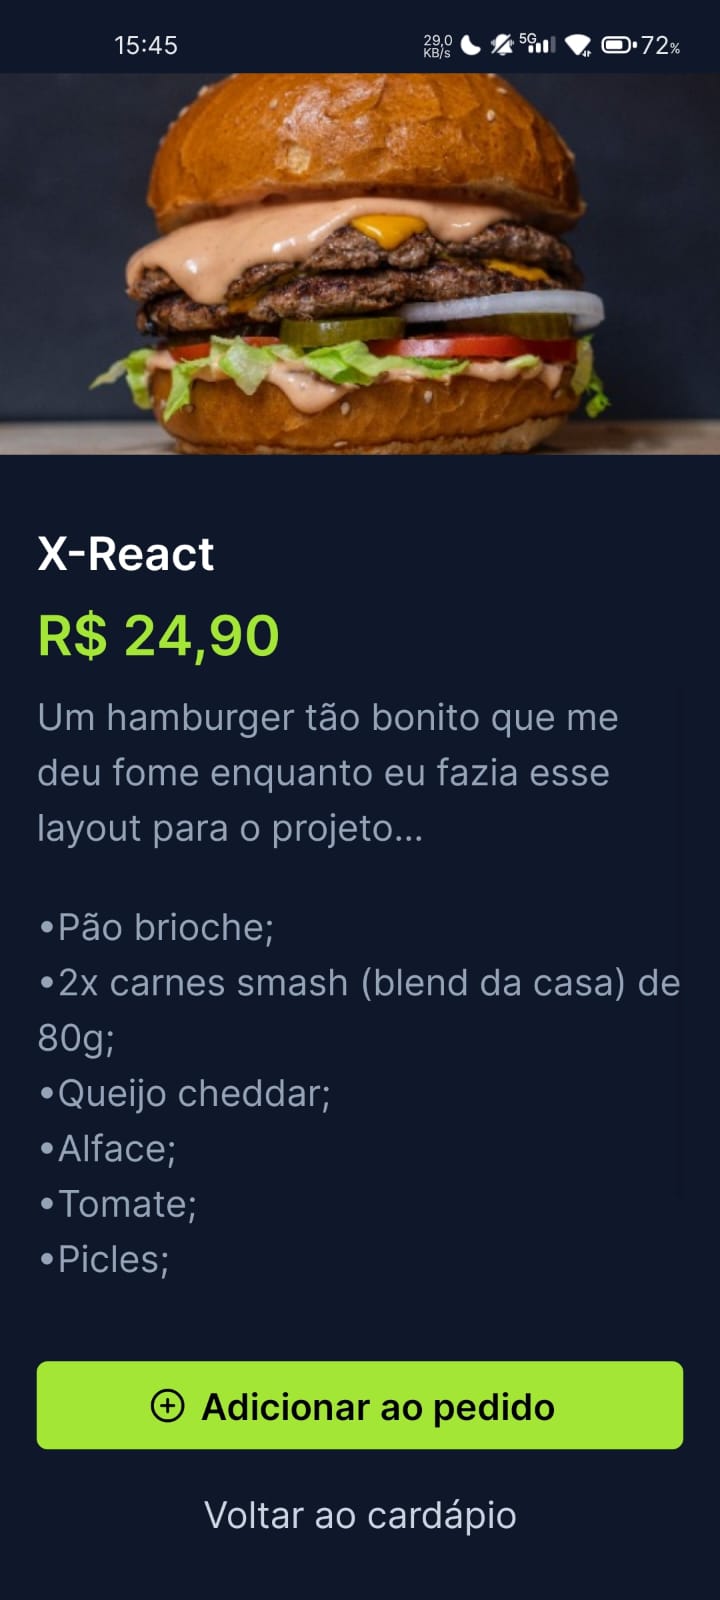 15:45
29,0
KB/s
5G
72%
X-React
R$ 24,90
Um hamburger tão bonito que me
deu fome enquanto eu fazia esse
layout para o projeto...
•Pão brioche;
•2x carnes smash (blend da casa) de
80g;
•Queijo cheddar;
•Alface;
•Tomate;
•Picles;
Adicionar ao pedido
Voltar ao cardápio